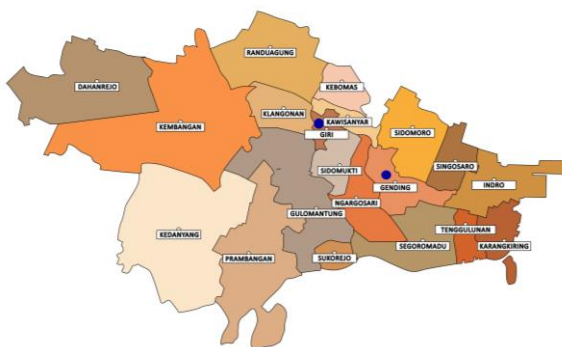 RANDUAGUNG
DAHANREJO
KEBOMAS
KLANGONAN
KAWISANYAR
KEMBANGAN
GIRI
SIDOMORO
SIDOMUKTI
SINGOSARO
GENDING
INDRO
NGARGOSARI
GULOMANTUNG
KEDANYANG
TENGGULUNAN
SEGOROMADU
KARANGKIRING
PRAMBANGAN
SUKOREJO